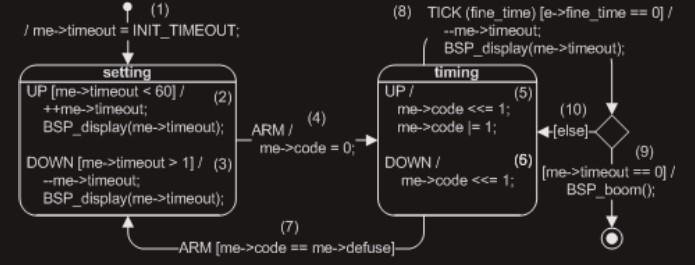 (1)
/ me->timeout = INIT_TIMEOUT;
setting
UP [me->timeout < 60] / (2)
++me->timeout;
BSP_display(me->timeout);
DOWN [me->timeout > 1] / (3)
--me->timeout;
BSP_display(me->timeout);
ARM / (4)
me->code = 0;
(8) TICK (fine_time) [e->fine_time == 0] /
--me->timeout;
BSP_display(me->timeout);
timing
UP / (5)
me->code <<= 1;
me->code |= 1;
DOWN / (6)
me->code <<= 1;
(10)
[else]
(9)
[me->timeout == 0] /
BSP_boom();
(7)
ARM [me->code == me->defuse]